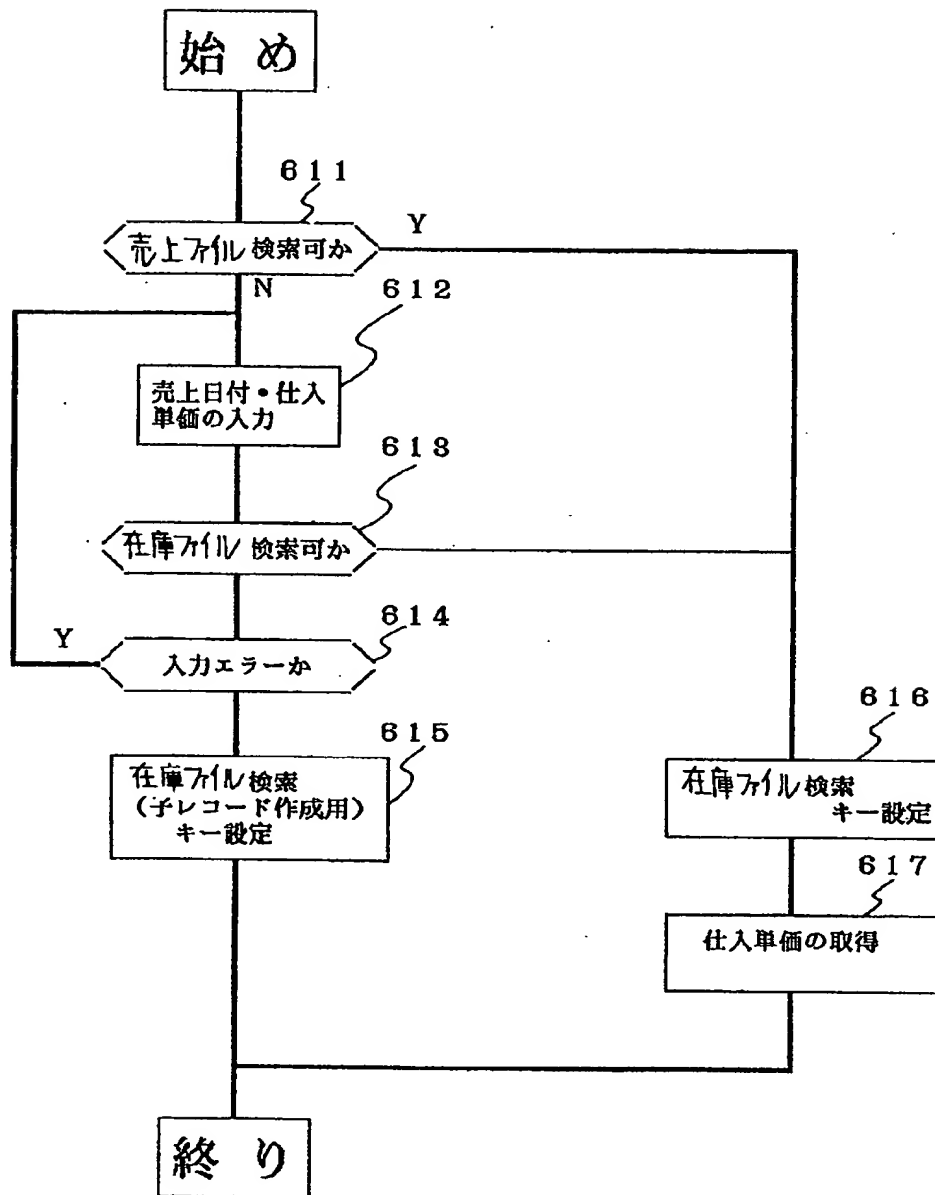 始 め
611
売上ファイル検索可か
Y
N
612
売上日付・仕入
単価の入力
613
在庫ファイル 検索可か
614
Y
入力エラーか
615
在庫ファイル検索
(子レコード作成用)
キー設定
616
在庫ファイル検索
キー設定
617
仕入単価の取得
終 り